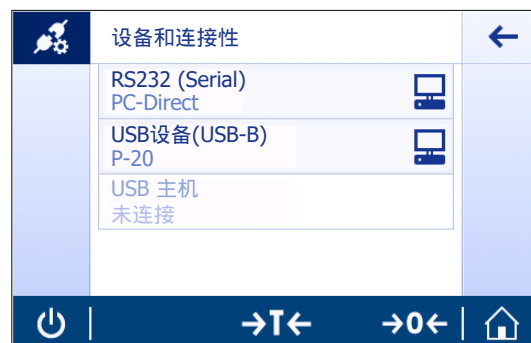 设备和连接性
RS232 (Serial)
PC-Direct
USB设备(USB-B)
P-20
USB 主机
未连接
→T←
→0←